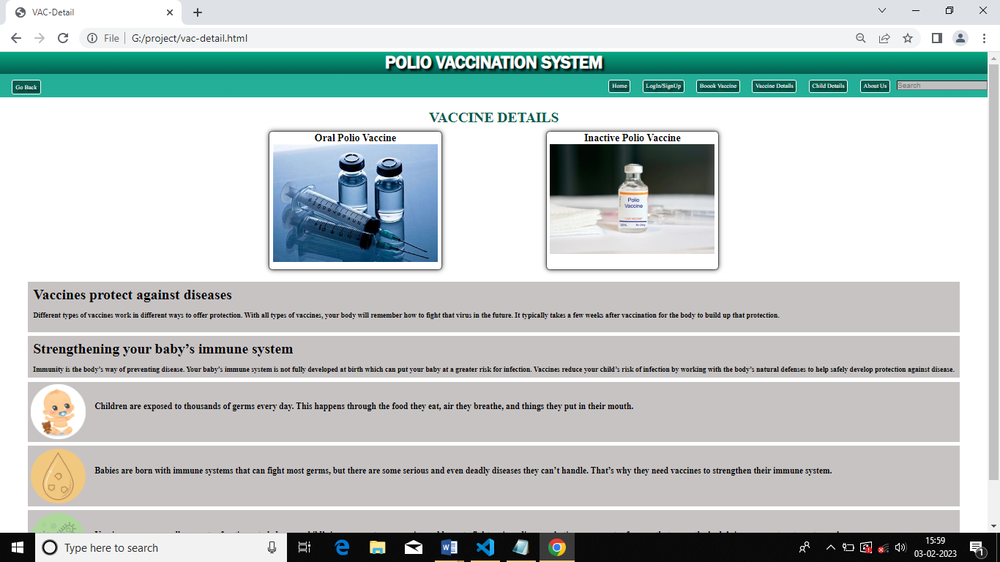 VAC-Detail
File
G:/project/vac-detail.html
POLIO VACCINATION SYSTEM
Go Back
Home
LogIn/SignUp
Boook Vaccine
Vaccine Details
Child Details
About Us
Search
VACCINE DETAILS
Oral Polio Vaccine
Inactive Polio Vaccine
Polio
Vaccine
Vaccines protect against diseases
Different types of vaccines work in different ways to offer protection. With all types of vaccines, your body will remember how to fight that virus in the future. It typically takes a few weeks after vaccination for the body to build up that protection.
Strengthening your baby’s immune system
Immunity is the body’s way of preventing disease. Your baby’s immune system is not fully developed at birth which can put your baby at a greater risk for infection. Vaccines reduce your child’s risk of infection by working with the body’s natural defenses to help safely develop protection against disease.
Children are exposed to thousands of germs every day. This happens through the food they eat, air they breathe, and things they put in their mouth.
Babies are born with immune systems that can fight most germs, but there are some serious and even deadly diseases they can’t handle. That’s why they need vaccines to strengthen their immune system.
Type here to search
15:59
03-02-2023
1